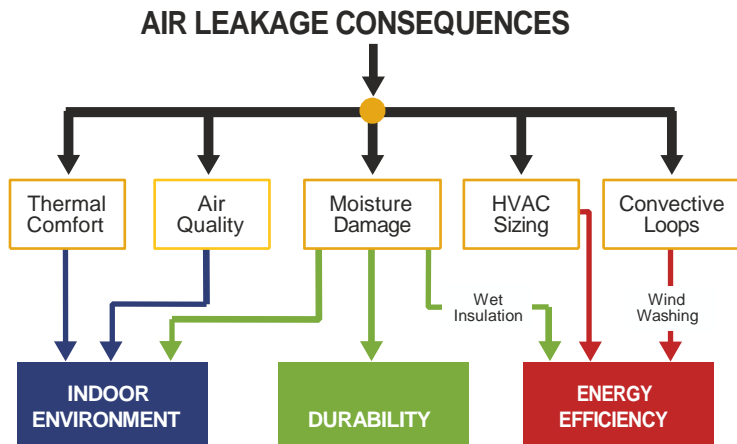 AIR LEAKAGE CONSEQUENCES
Thermal
Comfort
Air
Quality
Moisture
Damage
HVAC
Sizing
Convective
Loops
Wet
Insulation
Wind
Washing
INDOOR
ENVIRONMENT
DURABILITY
ENERGY
EFFICIENCY